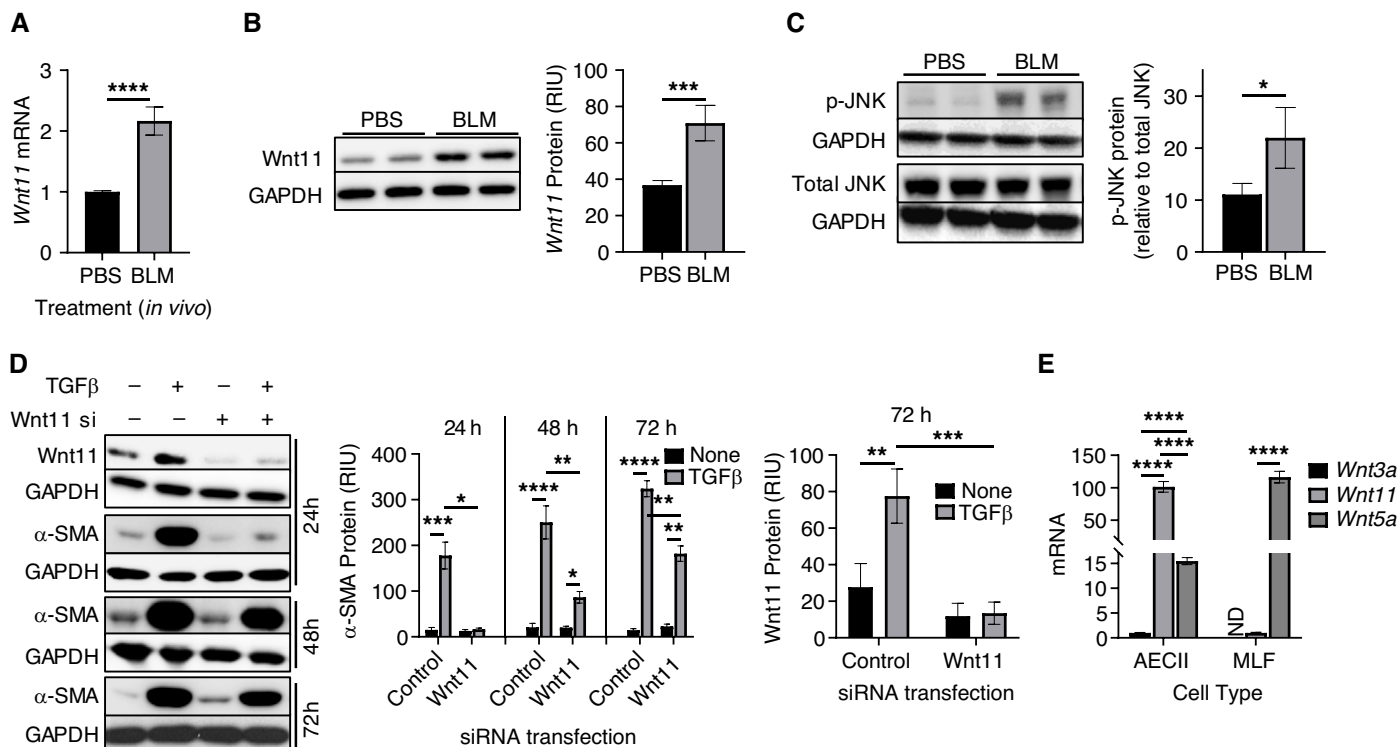 A
Wnt11 mRNA
3
2
1
0
****
PBS BLM
Treatment (in vivo)
B
PBS BLM
Wnt11
GAPDH
Wnt11 Protein (RIU)
100
80
60
40
20
0
***
PBS BLM
C
PBS BLM
p-JNK
GAPDH
Total JNK
GAPDH
p-JNK protein
(relative to total JNK)
30
20
10
0
*
PBS BLM
D
TGFβ − + − +
Wnt11 si − − + +
Wnt11
GAPDH
α-SMA
GAPDH
24h
α-SMA
GAPDH
48h
α-SMA
GAPDH
72h
α-SMA Protein (RIU)
400
300
200
100
0
24 h 48 h 72 h
None
TGFβ
*** *
**** ** *
**** ** **
Control Wnt11 Control Wnt11 Control Wnt11
siRNA transfection
72 h
Wnt11 Protein (RIU)
100
80
60
40
20
0
** ***
None
TGFβ
Control Wnt11
siRNA transfection
E
mRNA
150
100
50
15
10
5
0
****
****
**** ****
ND
Wnt3a
Wnt11
Wnt5a
AECII MLF
Cell Type